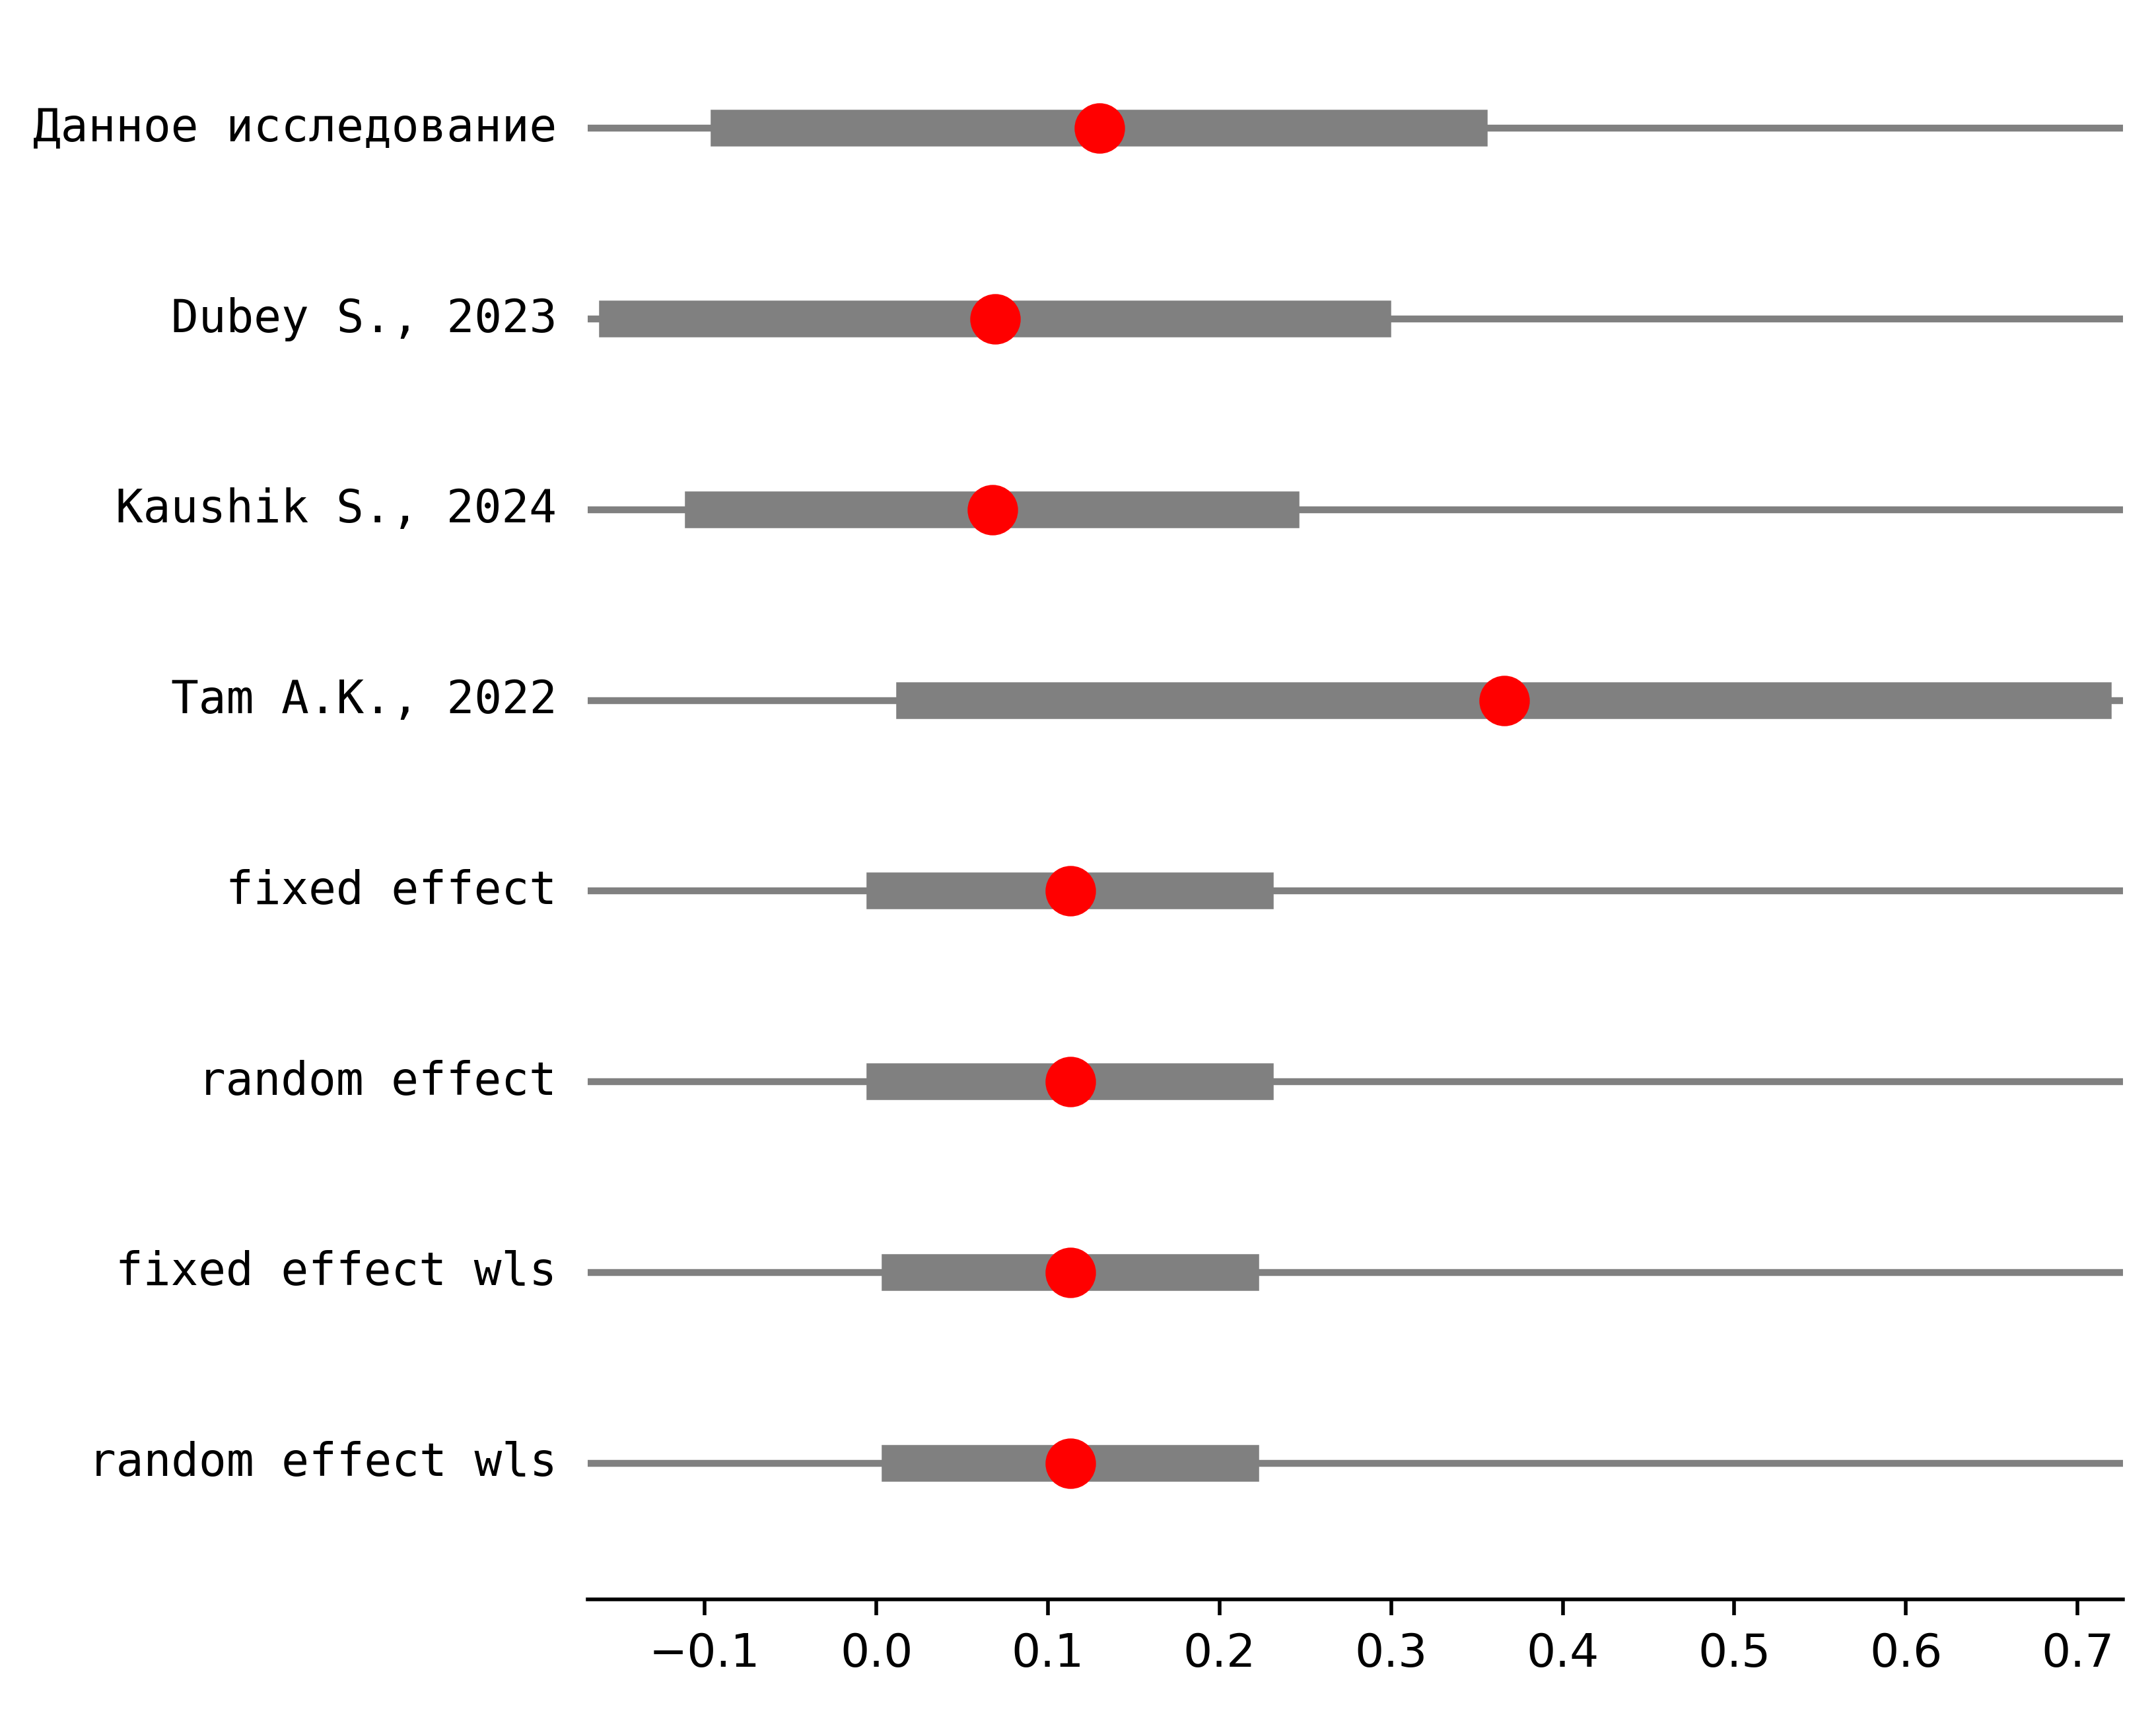 Данное исследование
Dubey S., 2023
Kaushik S., 2024
Tam A.K., 2022
fixed effect
random effect
fixed effect wls
random effect wls
−0.1 0.0 0.1 0.2 0.3 0.4 0.5 0.6 0.7